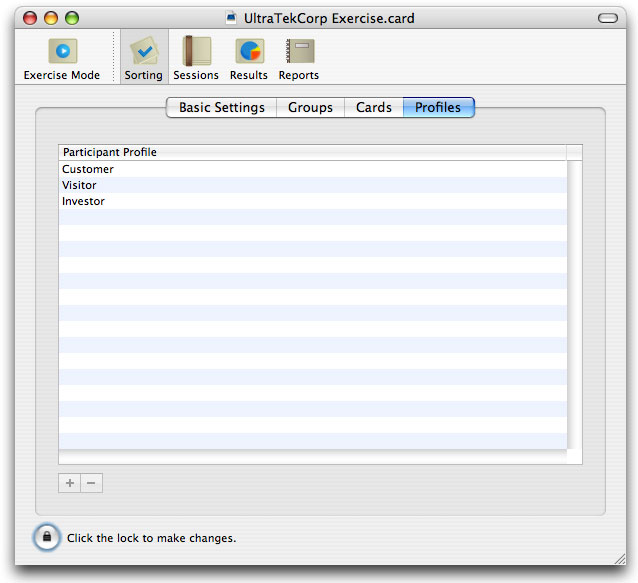 UltraTekCorp Exercise.card
Exercise Mode Sorting Sessions Results Reports
Basic Settings Groups Cards Profiles
Participant Profile
Customer
Visitor
Investor
+ −
Click the lock to make changes.